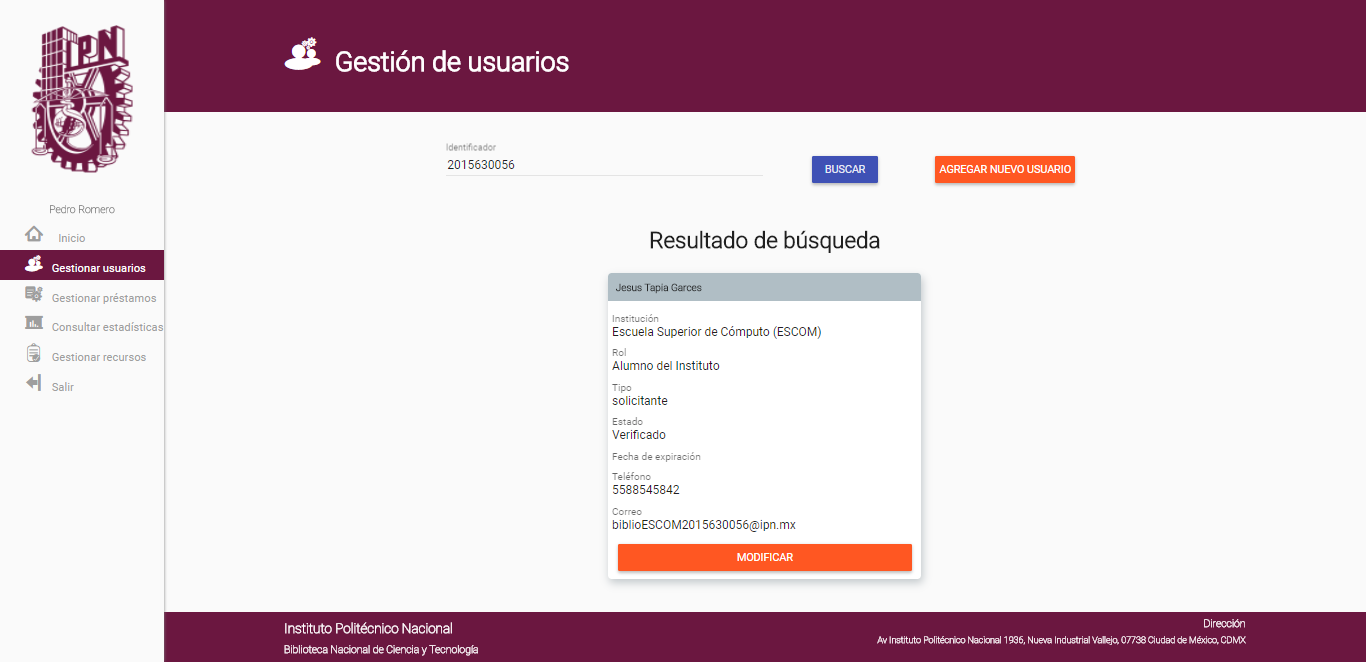 IPN
Pedro Romero
Inicio
Gestionar usuarios
Gestionar préstamos
Consultar estadísticas
Gestionar recursos
Salir
Gestión de usuarios
Identificador
2015630056
BUSCAR
AGREGAR NUEVO USUARIO
Resultado de búsqueda
Jesus Tapia Garces
Institución
Escuela Superior de Cómputo (ESCOM)
Rol
Alumno del Instituto
Tipo
solicitante
Estado
Verificado
Fecha de expiración
Teléfono
5588545842
Correo
biblioESCOM2015630056@ipn.mx
MODIFICAR
Instituto Politécnico Nacional
Biblioteca Nacional de Ciencia y Tecnología
Dirección
Av Instituto Politécnico Nacional 1936, Nueva Industrial Vallejo, 07738 Ciudad de México, CDMX